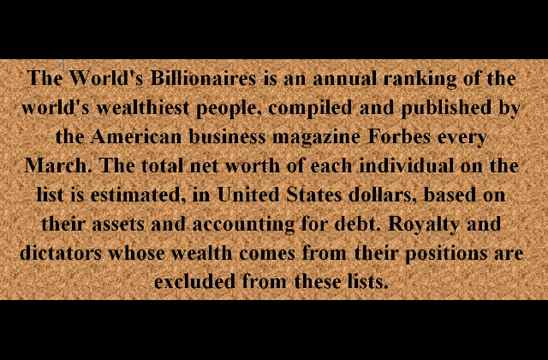 The World's Billionaires is an annual ranking of the
world's wealthiest people, compiled and published by
the American business magazine Forbes every
March. The total net worth of each individual on the
list is estimated, in United States dollars, based on
their assets and accounting for debt. Royalty and
dictators whose wealth comes from their positions are
excluded from these lists.